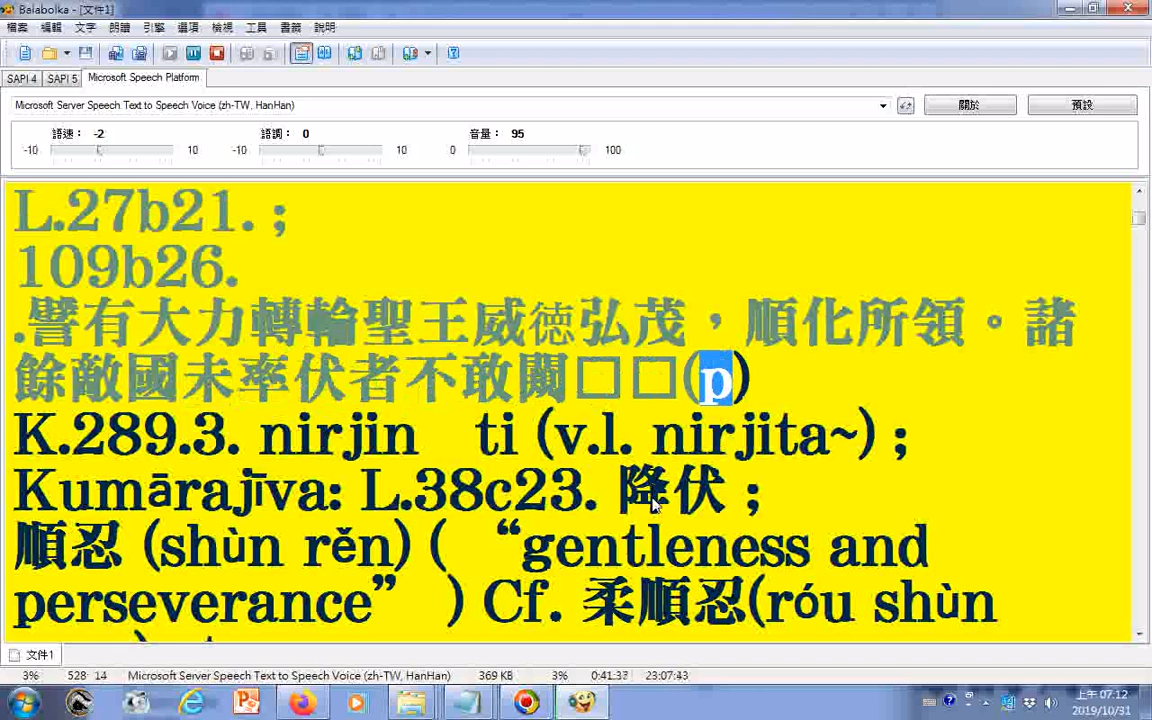 Balabolka - [文件1]
檔案 編輯 文字 朗讀 引擎 選項 檢視 工具 書籤 說明
SAPI 4 SAPI 5 Microsoft Speech Platform
Microsoft Server Speech Text to Speech Voice (zh-TW, HanHan) 關於 預設
語速： -2 語調： 0 音量： 95
-10 10 -10 10 0 100
L.27b21. ;
109b26.
.譬有大力轉輪聖王威德弘茂，順化所領。諸
餘敵國未率伏者不敢闚□□(p)
K.289.3. nirjin ti (v.l. nirjita~) ;
Kumārajīva: L.38c23. 降伏 ;
順忍 (shùn rěn) ( “gentleness and
perseverance” ) Cf. 柔順忍(róu shùn
文件1
3% 528 14 Microsoft Server Speech Text to Speech Voice (zh-TW, HanHan) 369 KB 3% 0:41:33 23:07:43
上午 07:12
2019/10/31